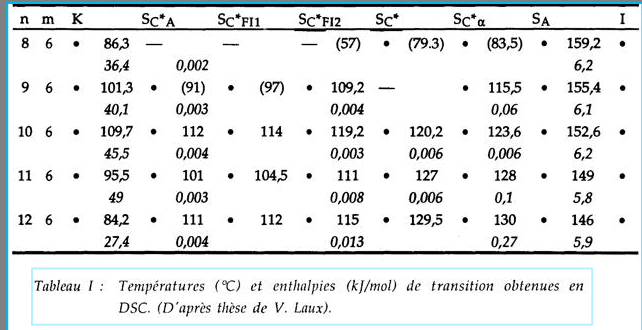 n m K SC*A SC*FI1 SC*FI2 SC* SC*α SA I
8 6 • 86,3 — — — (57) • (79.3) • (83,5) • 159,2 •
36,4 0,002 6,2
9 6 • 101,3 • (91) • (97) • 109,2 — • 115,5 • 155,4 •
40,1 0,003 0,004 0,06 6,1
10 6 • 109,7 • 112 • 114 • 119,2 • 120,2 • 123,6 • 152,6 •
45,5 0,004 0,003 0,006 0,006 6,2
11 6 • 95,5 • 101 • 104,5 • 111 • 127 • 128 • 149 •
49 0,003 0,008 0,006 0,1 5,8
12 6 • 84,2 • 111 • 112 • 115 • 129,5 • 130 • 146 •
27,4 0,004 0,013 0,27 5,9
Tableau I : Températures (°C) et enthalpies (kJ/mol) de transition obtenues en
DSC. (D'après thèse de V. Laux).